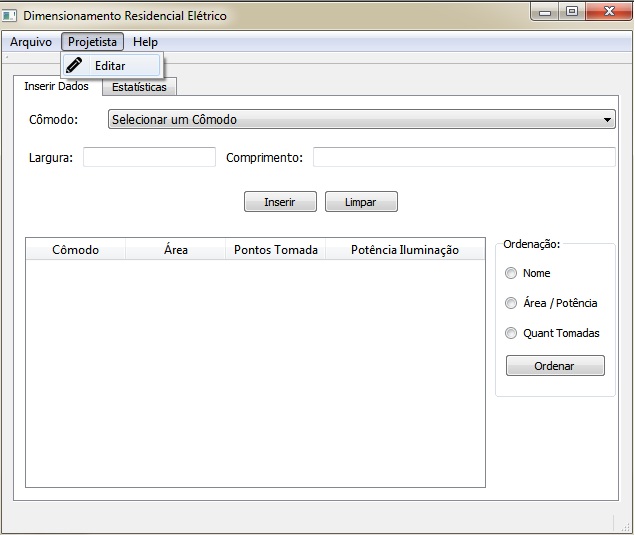 Dimensionamento Residencial Elétrico
Arquivo Projetista Help
Editar
Inserir Dados Estatísticas
Cômodo: Selecionar um Cômodo
Largura: Comprimento:
Inserir Limpar
Cômodo Área Pontos Tomada Potência Iluminação
Ordenação:
Nome
Área / Potência
Quant Tomadas
Ordenar